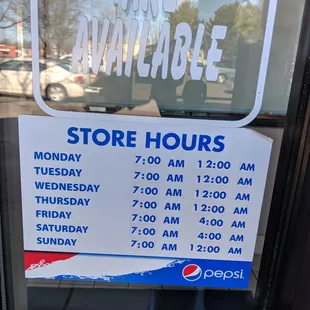 ARE
AVAILABLE
STORE HOURS
MONDAY 7:00 AM 12:00 AM
TUESDAY 7:00 AM 12:00 AM
WEDNESDAY 7:00 AM 12:00 AM
THURSDAY 7:00 AM 12:00 AM
FRIDAY 7:00 AM 4:00 AM
SATURDAY 7:00 AM 4:00 AM
SUNDAY 7:00 AM 12:00 AM
pepsi